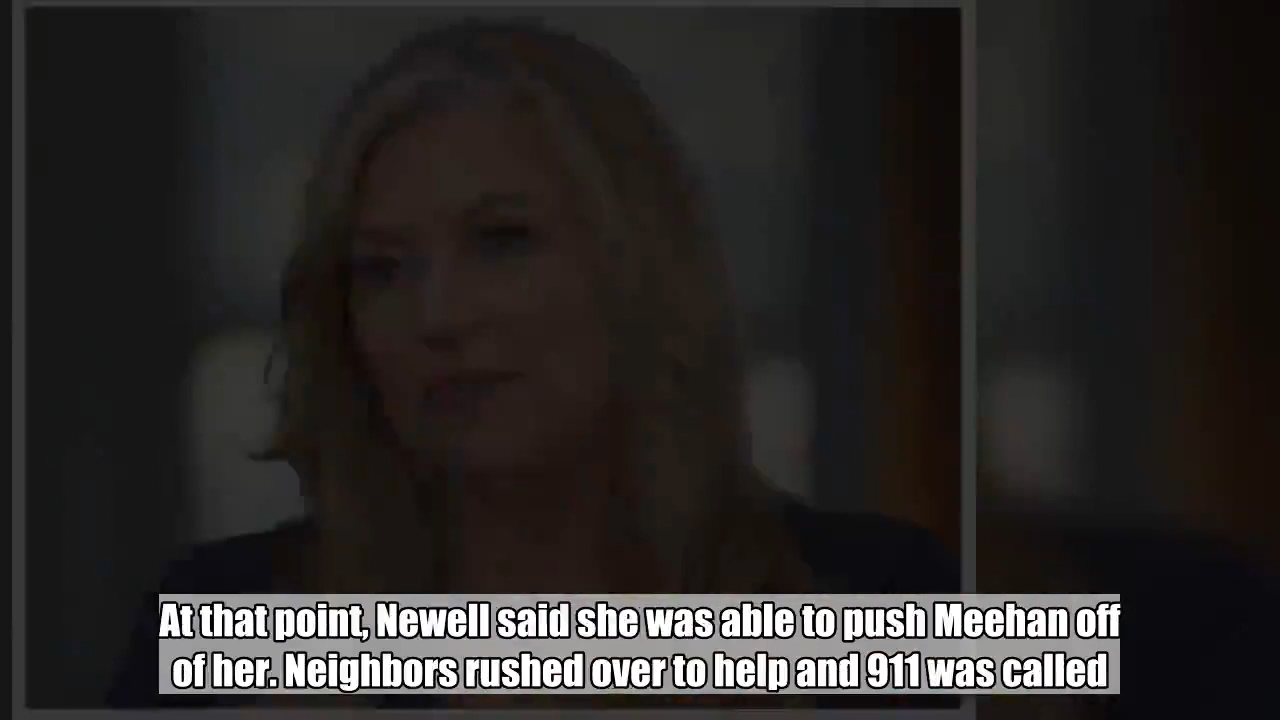 At that point, Newell said she was able to push Meehan off
of her. Neighbors rushed over to help and 911 was called